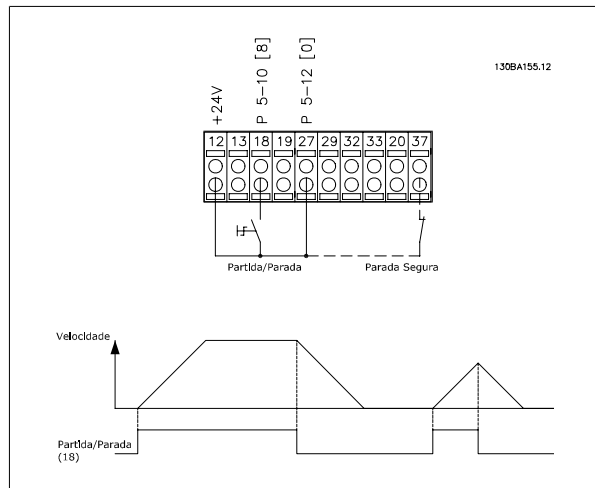 130BA155.12
+24V
P 5-10 [8]
P 5-12 [0]
12 13 18 19 27 29 32 33 20 37
Partida/Parada
Parada Segura
Velocidade
Partida/Parada
(18)